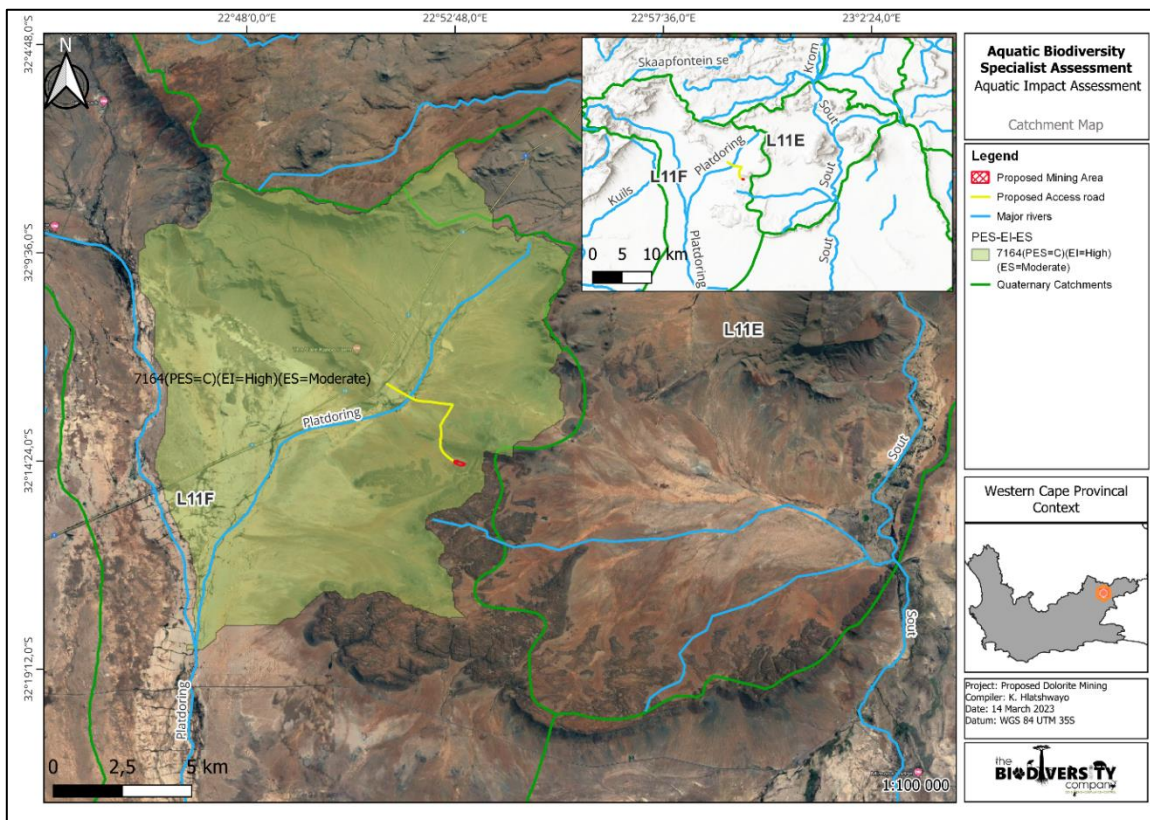 22°48'0,0"E
22°52'48,0"E
22°57'36,0"E
23°2'24,0"E
32°4'48,0"S
32°9'36,0"S
32°14'24,0"S
32°19'12,0"S
N
Skaapfontein se
Krom
Sout
L11E
Platdoring
L11F
Kuils
Sout
Platdoring
Sout
0 5 10 km
L11E
7164(PES=C)(EI=High)(ES=Moderate)
Platdoring
L11F
Sout
Sout
Platdoring
0 2,5 5 km
1:100 000
Aquatic Biodiversity
Specialist Assessment
Aquatic Impact Assessment
Catchment Map
Legend
Proposed Mining Area
Proposed Access road
Major rivers
PES-EI-ES
7164(PES=C)(EI=High)
(ES=Moderate)
Quaternary Catchments
Western Cape Provincal
Context
Project: Proposed Dolorite Mining
Compiler: K. Hlatshwayo
Date: 14 March 2023
Datum: WGS 84 UTM 35S
the
BIODIVERSITY
company